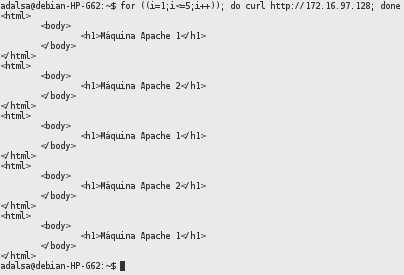 adalsa@debian-HP-G62:~$ for ((i=1;i<=5;i++)); do curl http://172.16.97.128; done
<html>
<body>
<h1>Máquina Apache 1</h1>
</body>
</html>
<html>
<body>
<h1>Máquina Apache 2</h1>
</body>
</html>
<html>
<body>
<h1>Máquina Apache 1</h1>
</body>
</html>
<html>
<body>
<h1>Máquina Apache 2</h1>
</body>
</html>
<html>
<body>
<h1>Máquina Apache 1</h1>
</body>
</html>
adalsa@debian-HP-G62:~$